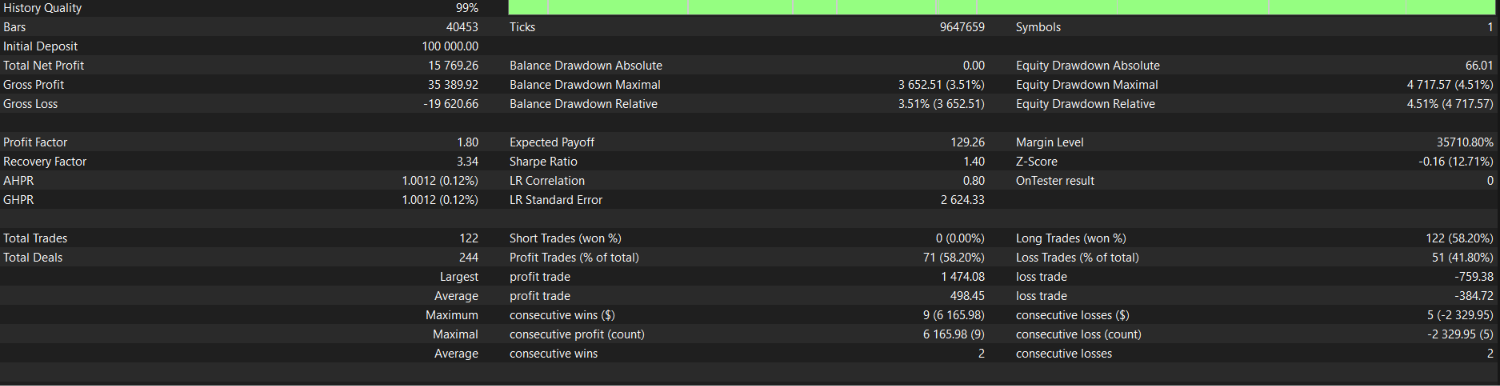 History Quality 99%
Bars 40453 Ticks 9647659 Symbols 1
Initial Deposit 100 000.00
Total Net Profit 15 769.26 Balance Drawdown Absolute 0.00 Equity Drawdown Absolute 66.01
Gross Profit 35 389.92 Balance Drawdown Maximal 3 652.51 (3.51%) Equity Drawdown Maximal 4 717.57 (4.51%)
Gross Loss -19 620.66 Balance Drawdown Relative 3.51% (3 652.51) Equity Drawdown Relative 4.51% (4 717.57)
Profit Factor 1.80 Expected Payoff 129.26 Margin Level 35710.80%
Recovery Factor 3.34 Sharpe Ratio 1.40 Z-Score -0.16 (12.71%)
AHPR 1.0012 (0.12%) LR Correlation 0.80 OnTester result 0
GHPR 1.0012 (0.12%) LR Standard Error 2 624.33
Total Trades 122 Short Trades (won %) 0 (0.00%) Long Trades (won %) 122 (58.20%)
Total Deals 244 Profit Trades (% of total) 71 (58.20%) Loss Trades (% of total) 51 (41.80%)
Largest profit trade 1 474.08 loss trade -759.38
Average profit trade 498.45 loss trade -384.72
Maximum consecutive wins ($) 9 (6 165.98) consecutive losses ($) 5 (-2 329.95)
Maximal consecutive profit (count) 6 165.98 (9) consecutive loss (count) -2 329.95 (5)
Average consecutive wins 2 consecutive losses 2